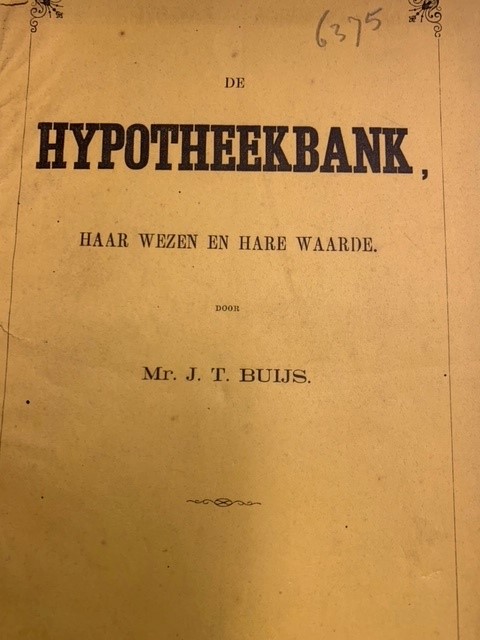 6375
DE
HYPOTHEEKBANK,
HAAR WEZEN EN HARE WAARDE.
DOOR
Mr. J. T. BUIJS.